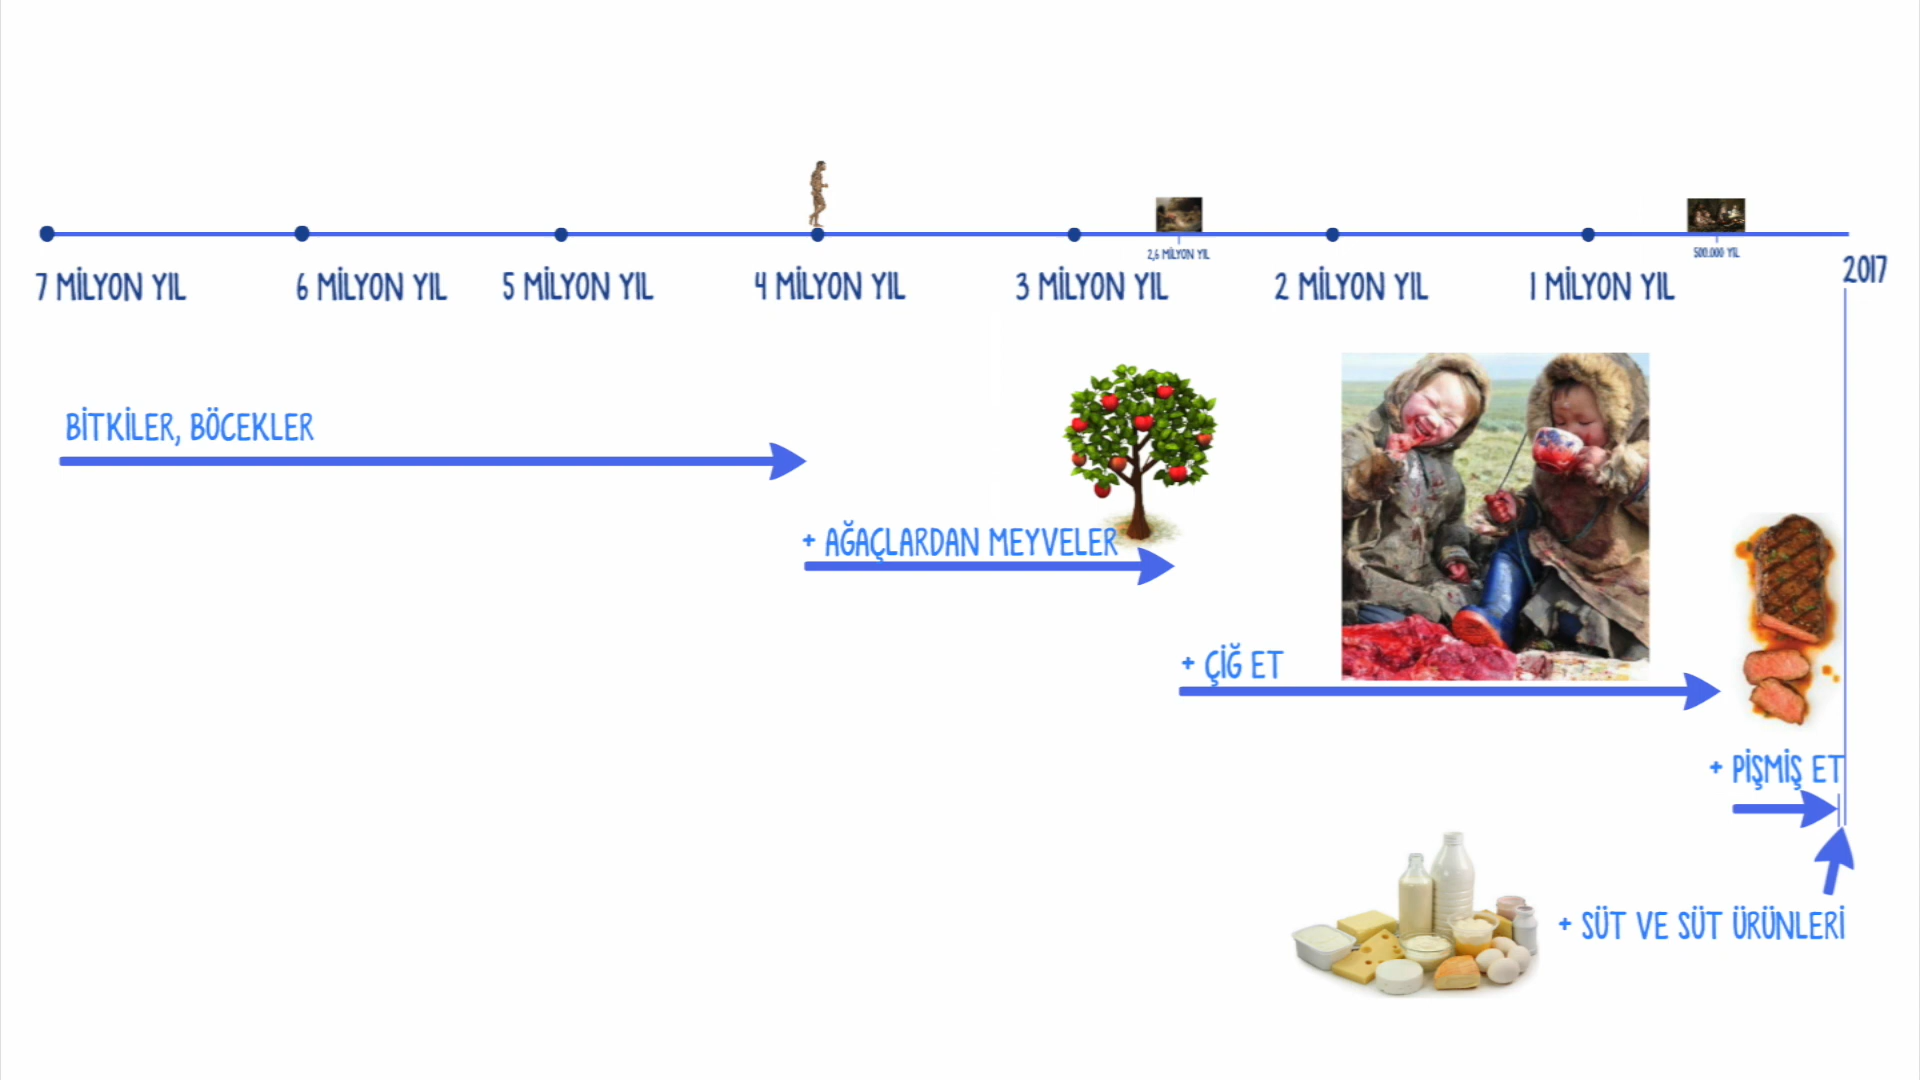 2,6 MİLYON YIL
500.000 YIL
7 MİLYON YIL
6 MİLYON YIL
5 MİLYON YIL
4 MİLYON YIL
3 MİLYON YIL
2 MİLYON YIL
1 MİLYON YIL
2017
BİTKİLER, BÖCEKLER
+ AĞAÇLARDAN MEYVELER
+ ÇİĞ ET
+ PİŞMİŞ ET
+ SÜT VE SÜT ÜRÜNLERİ